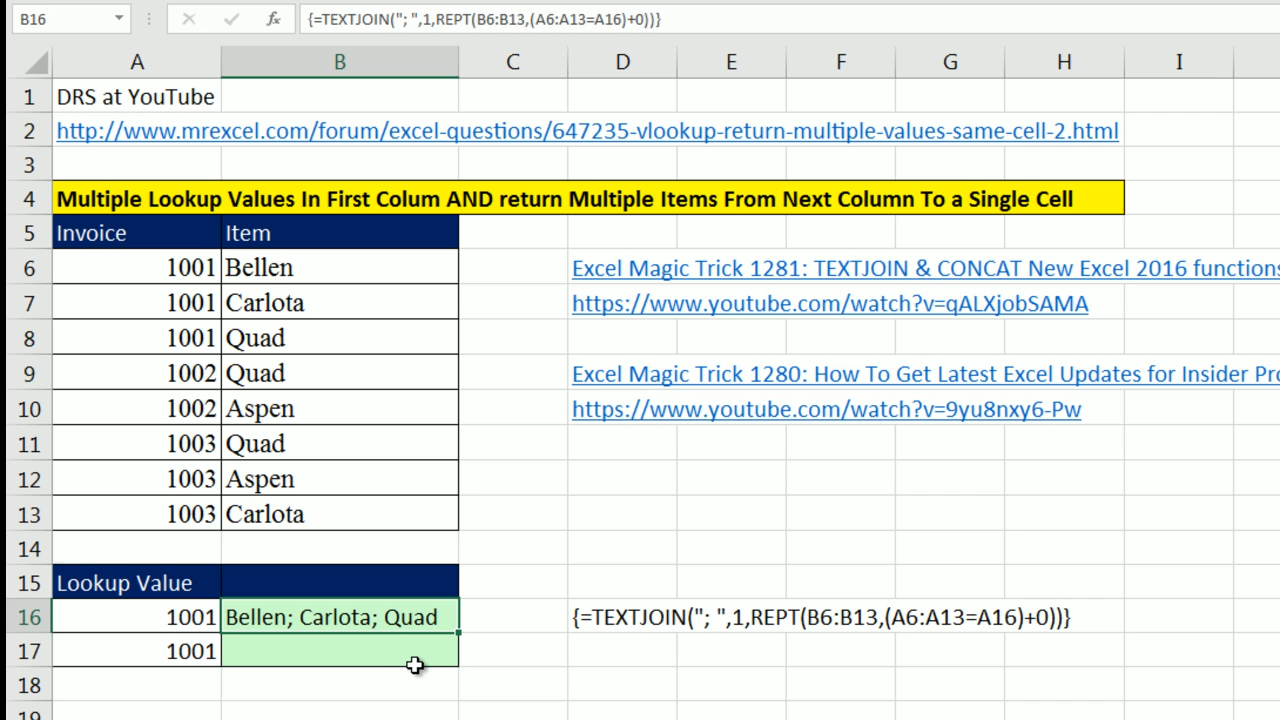 B16 fx {=TEXTJOIN("; ",1,REPT(B6:B13,(A6:A13=A16)+0))}
A B C D E F G H I
1 DRS at YouTube
2 http://www.mrexcel.com/forum/excel-questions/647235-vlookup-return-multiple-values-same-cell-2.html
3
4 Multiple Lookup Values In First Colum AND return Multiple Items From Next Column To a Single Cell
5 Invoice Item
6 1001 Bellen Excel Magic Trick 1281: TEXTJOIN & CONCAT New Excel 2016 functions
7 1001 Carlota https://www.youtube.com/watch?v=qALXjobSAMA
8 1001 Quad
9 1002 Quad Excel Magic Trick 1280: How To Get Latest Excel Updates for Insider Pro
10 1002 Aspen https://www.youtube.com/watch?v=9yu8nxy6-Pw
11 1003 Quad
12 1003 Aspen
13 1003 Carlota
14
15 Lookup Value
16 1001 Bellen; Carlota; Quad {=TEXTJOIN("; ",1,REPT(B6:B13,(A6:A13=A16)+0))}
17 1001
18
19